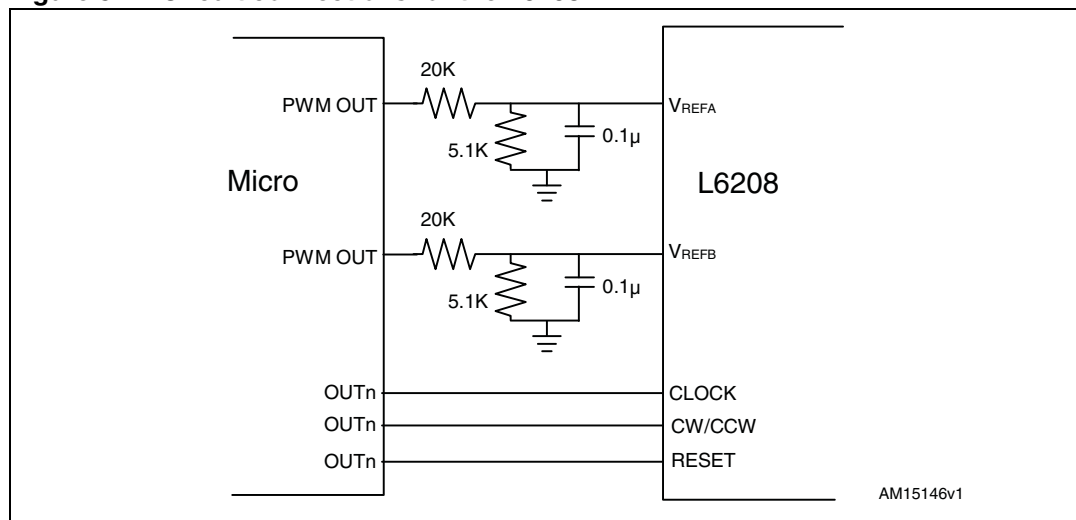 20K
PWM OUT
VREFA
0.1µ
5.1K
Micro
L6208
20K
PWM OUT
VREFB
0.1µ
5.1K
OUTn
CLOCK
OUTn
CW/CCW
OUTn
RESET
AM15146v1